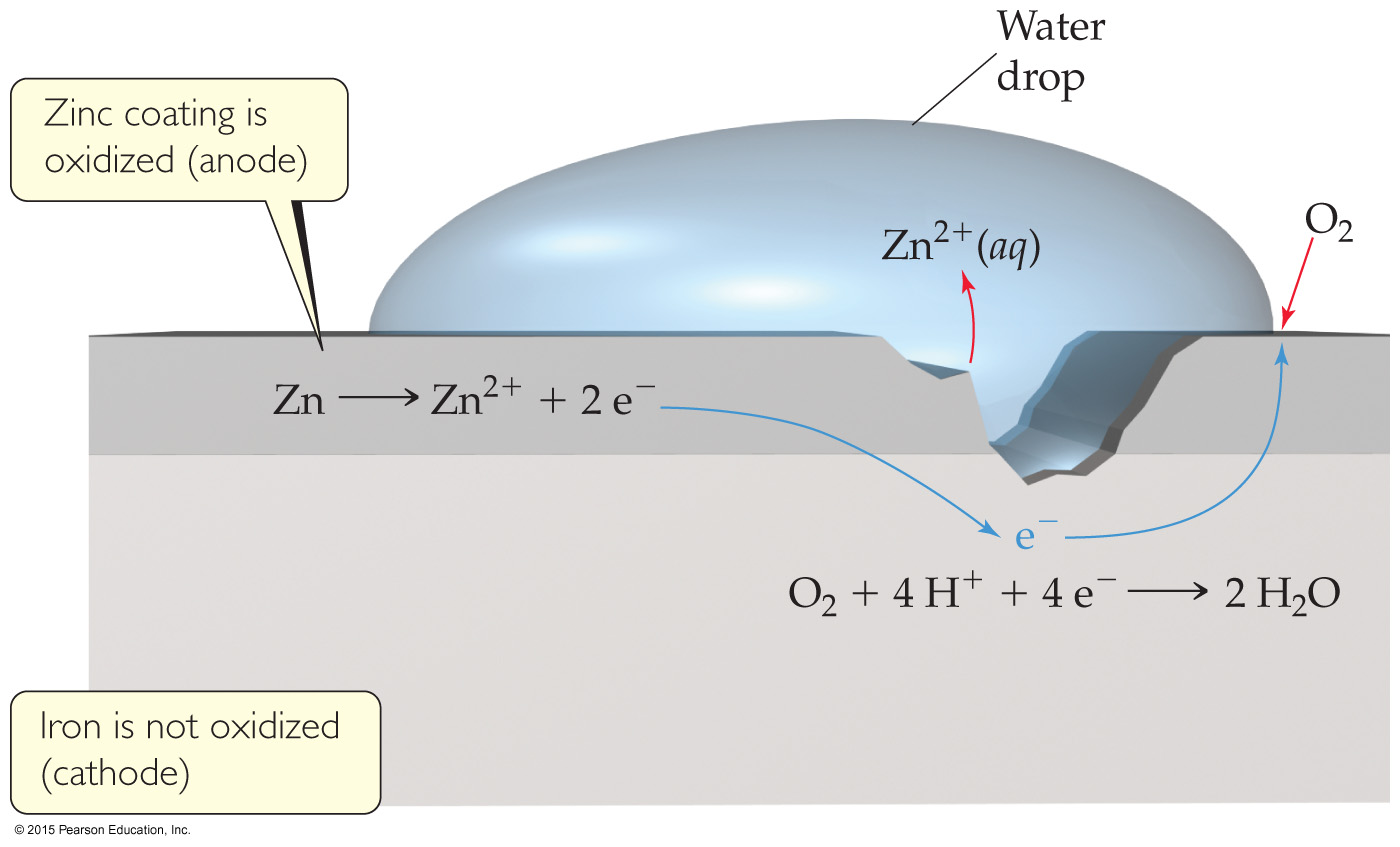 Water
drop
Zinc coating is
oxidized (anode)
Zn²⁺(aq)
O₂
Zn ⟶ Zn²⁺ + 2 e⁻
e⁻
O₂ + 4 H⁺ + 4 e⁻ ⟶ 2 H₂O
Iron is not oxidized
(cathode)
© 2015 Pearson Education, Inc.